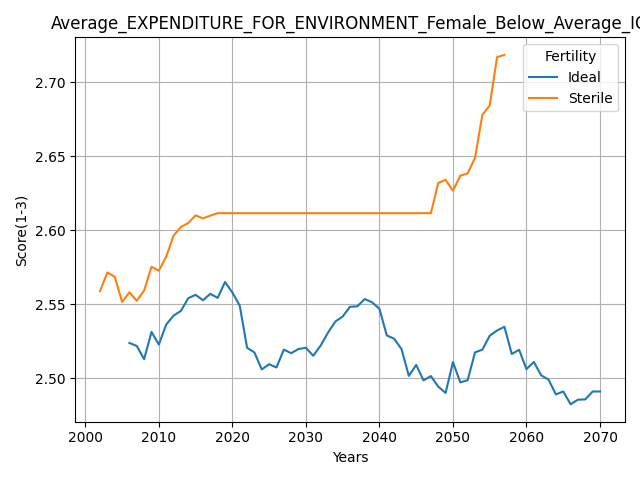 Average_EXPENDITURE_FOR_ENVIRONMENT_Female_Below_Average_IQ
Fertility
Ideal
Sterile
Score(1-3)
2.70
2.65
2.60
2.55
2.50
2000
2010
2020
2030
2040
2050
2060
2070
Years